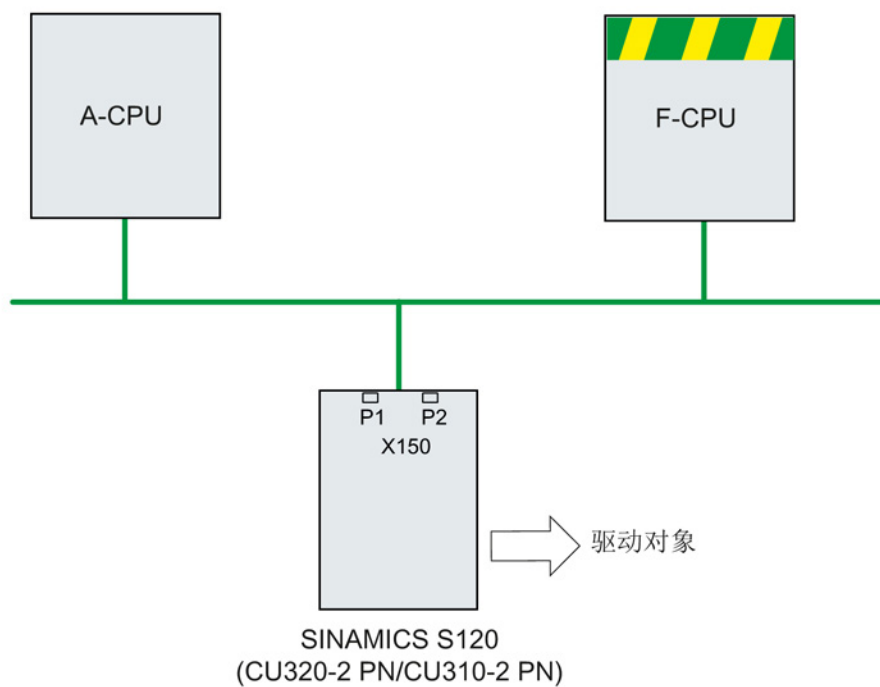 A-CPU
F-CPU
P1 P2
X150
驱动对象
SINAMICS S120
(CU320-2 PN/CU310-2 PN)